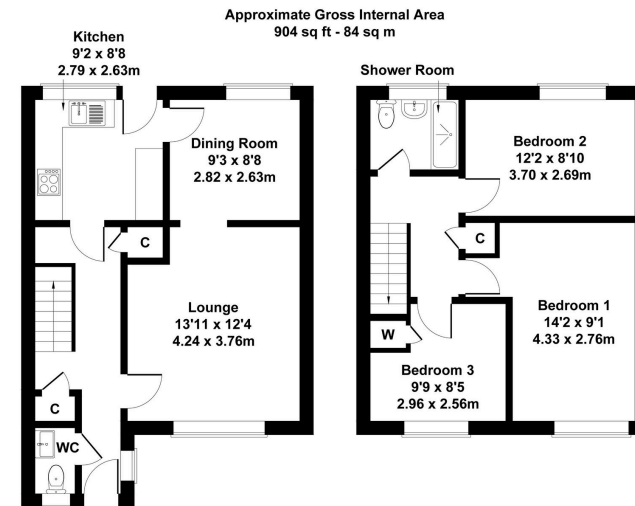 Approximate Gross Internal Area
904 sq ft - 84 sq m
Kitchen
9'2 x 8'8
2.79 x 2.63m
Dining Room
9'3 x 8'8
2.82 x 2.63m
C
Lounge
13'11 x 12'4
4.24 x 3.76m
C
WC
Shower Room
Bedroom 2
12'2 x 8'10
3.70 x 2.69m
C
Bedroom 1
14'2 x 9'1
4.33 x 2.76m
W
Bedroom 3
9'9 x 8'5
2.96 x 2.56m